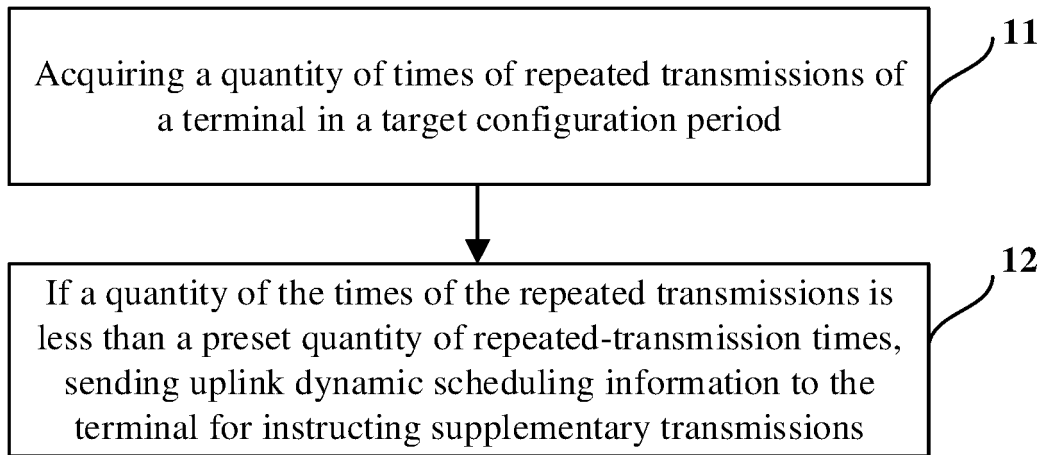 11
Acquiring a quantity of times of repeated transmissions of
a terminal in a target configuration period
12
If a quantity of the times of the repeated transmissions is
less than a preset quantity of repeated-transmission times,
sending uplink dynamic scheduling information to the
terminal for instructing supplementary transmissions